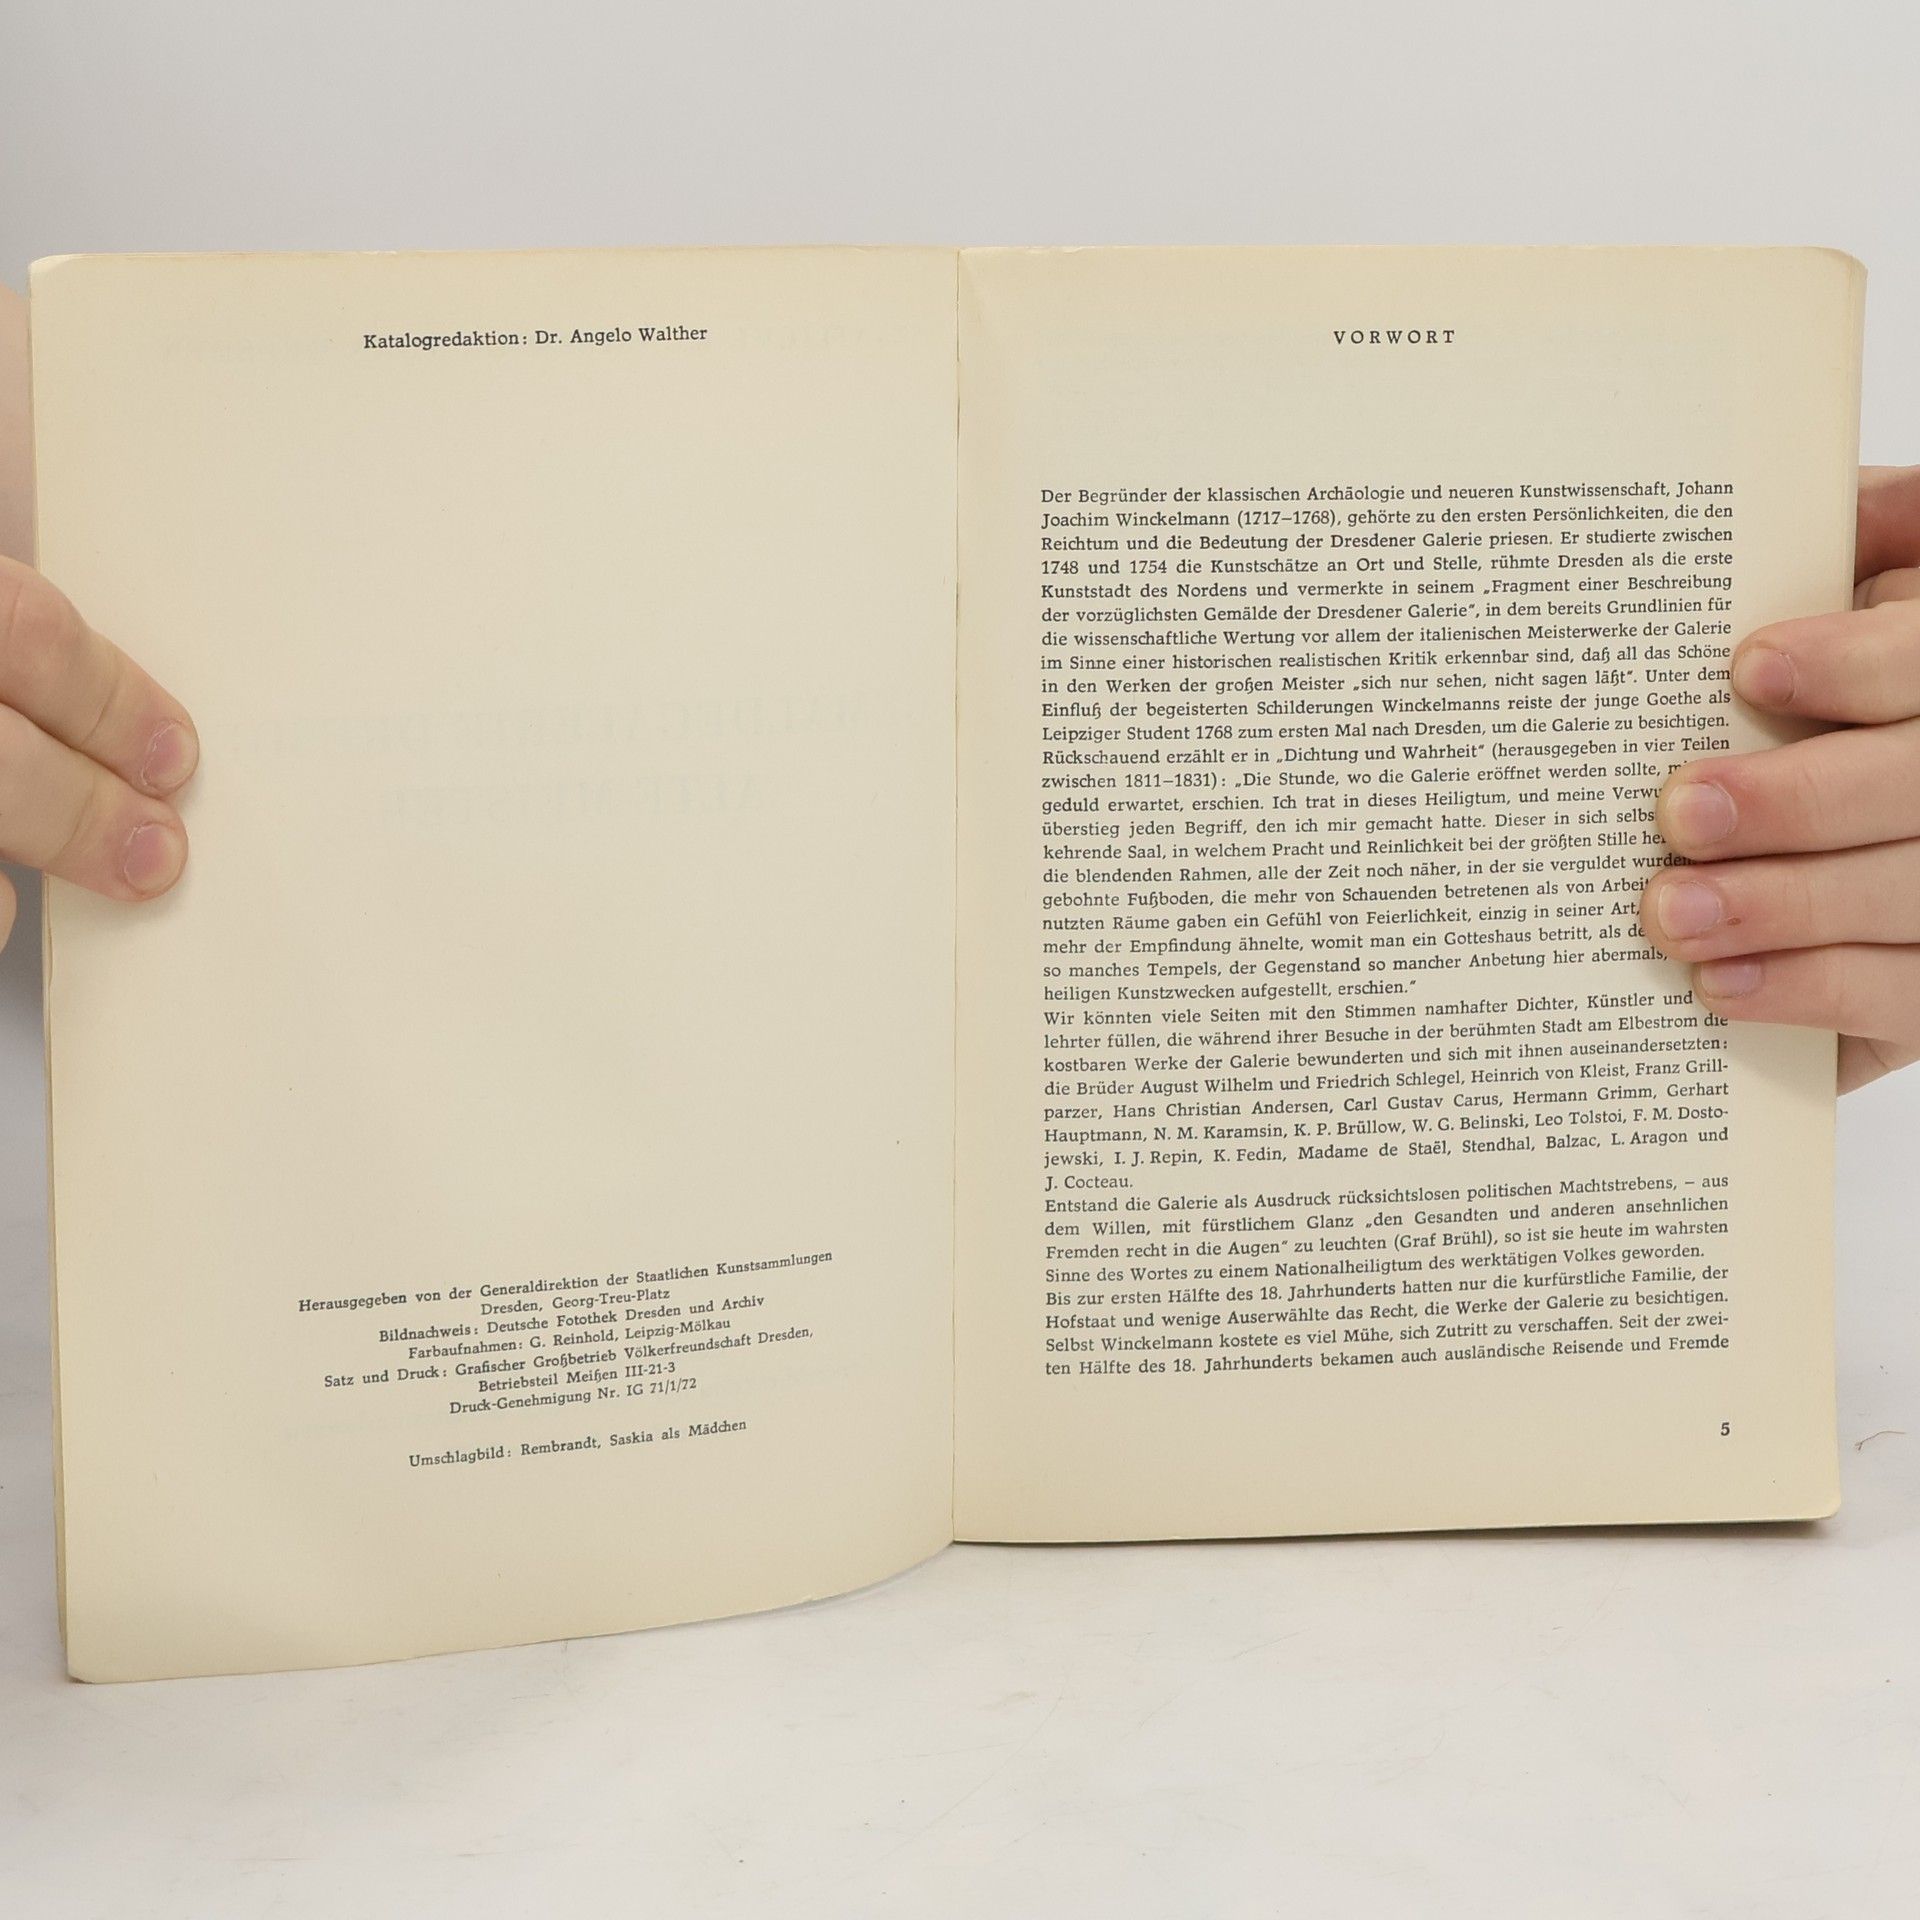 Katalogredaktion: Dr. Angelo Walther
Herausgegeben von der Generaldirektion der Staatlichen Kunstsammlungen
Dresden, Georg-Treu-Platz
Bildnachweis: Deutsche Fotothek Dresden und Archiv
Farbaufnahmen: G. Reinhold, Leipzig-Mölkau
Satz und Druck: Grafischer Großbetrieb Völkerfreundschaft Dresden,
Betriebsteil Meißen III-21-3
Druck-Genehmigung Nr. IG 71/1/72
Umschlagbild: Rembrandt, Saskia als Mädchen
VORWORT
Der Begründer der klassischen Archäologie und neueren Kunstwissenschaft, Johann
Joachim Winckelmann (1717–1768), gehörte zu den ersten Persönlichkeiten, die den
Reichtum und die Bedeutung der Dresdener Galerie priesen. Er studierte zwischen
1748 und 1754 die Kunstschätze an Ort und Stelle, rühmte Dresden als die erste
Kunststadt des Nordens und vermerkte in seinem „Fragment einer Beschreibung
der vorzüglichsten Gemälde der Dresdener Galerie“, in dem bereits Grundlinien für
die wissenschaftliche Wertung vor allem der italienischen Meisterwerke der Galerie
im Sinne einer historischen realistischen Kritik erkennbar sind, daß all das Schöne
in den Werken der großen Meister „sich nur sehen, nicht sagen läßt“. Unter dem
Einfluß der begeisterten Schilderungen Winckelmanns reiste der junge Goethe als
Leipziger Student 1768 zum ersten Mal nach Dresden, um die Galerie zu besichtigen.
Rückschauend erzählt er in „Dichtung und Wahrheit“ (herausgegeben in vier Teilen
zwischen 1811–1831): „Die Stunde, wo die Galerie eröffnet werden sollte,
geduld erwartet, erschien. Ich trat in dieses Heiligtum, und meine
überstieg jeden Begriff, den ich mir gemacht hatte. Dieser in sich
kehrende Saal, in welchem Pracht und Reinlichkeit bei der größten Stille
die blendenden Rahmen, alle der Zeit noch näher, in der sie verguldet wurden
gebohnte Fußboden, die mehr von Schauenden betretenen als von
nutzten Räume gaben ein Gefühl von Feierlichkeit, einzig in seiner Art,
mehr der Empfindung ähnelte, womit man ein Gotteshaus betritt, als
so manches Tempels, der Gegenstand so mancher Anbetung hier abermals,
heiligen Kunstzwecken aufgestellt, erschien.“
Wir könnten viele Seiten mit den Stimmen namhafter Dichter, Künstler und
lehrter füllen, die während ihrer Besuche in der berühmten Stadt am Elbestrom die
kostbaren Werke der Galerie bewunderten und sich mit ihnen auseinandersetzten:
die Brüder August Wilhelm und Friedrich Schlegel, Heinrich von Kleist, Franz Grill-
parzer, Hans Christian Andersen, Carl Gustav Carus, Hermann Grimm, Gerhart
Hauptmann, N. M. Karamsin, K. P. Brüllow, W. G. Belinski, Leo Tolstoi, F. M. Dosto-
jewski, I. J. Repin, K. Fedin, Madame de Staël, Stendhal, Balzac, L. Aragon und
J. Cocteau.
Entstand die Galerie als Ausdruck rücksichtslosen politischen Machtstrebens, – aus
dem Willen, mit fürstlichem Glanz „den Gesandten und anderen ansehnlichen
Fremden recht in die Augen“ zu leuchten (Graf Brühl), so ist sie heute im wahrsten
Sinne des Wortes zu einem Nationalheiligtum des werktätigen Volkes geworden.
Bis zur ersten Hälfte des 18. Jahrhunderts hatten nur die kurfürstliche Familie, der
Hofstaat und wenige Auserwählte das Recht, die Werke der Galerie zu besichtigen.
Selbst Winckelmann kostete es viel Mühe, sich Zutritt zu verschaffen. Seit der zwei-
ten Hälfte des 18. Jahrhunderts bekamen auch ausländische Reisende und Fremde
5